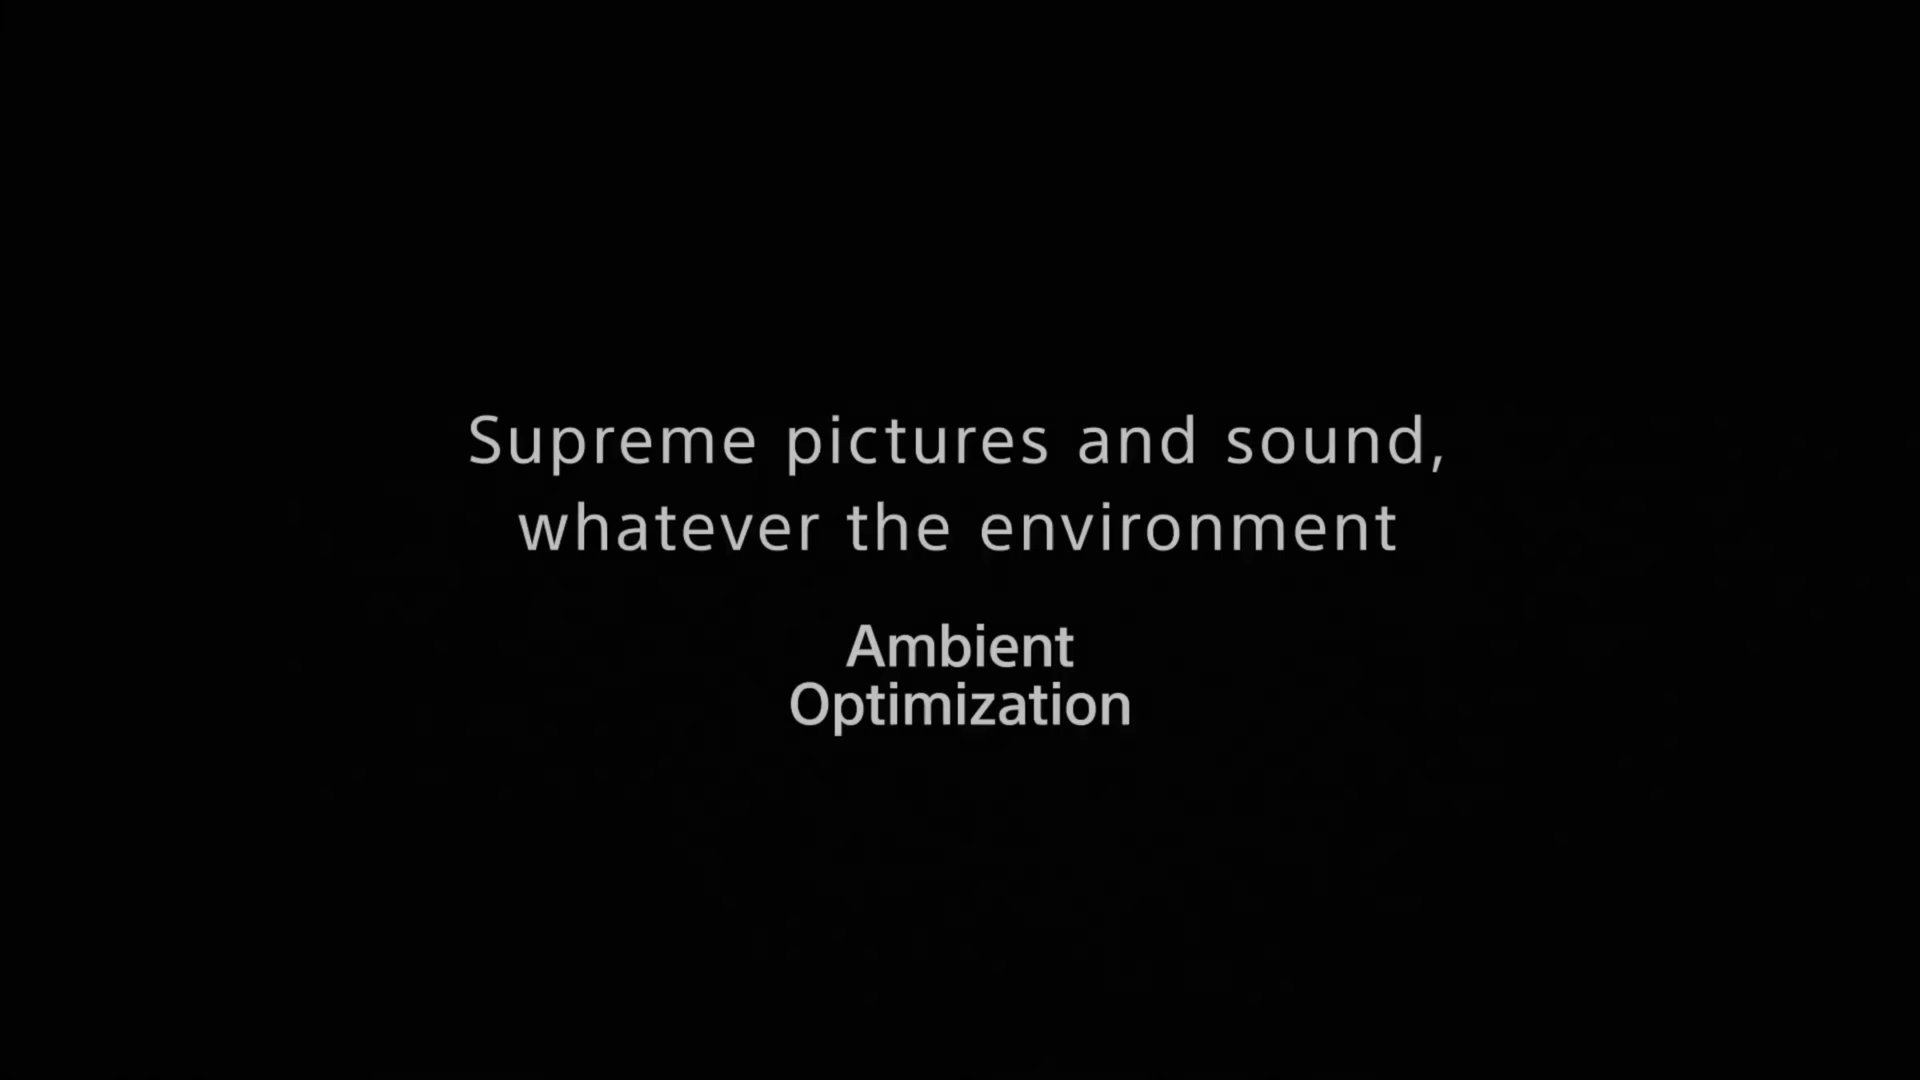 Supreme pictures and sound,
whatever the environment
Ambient
Optimization